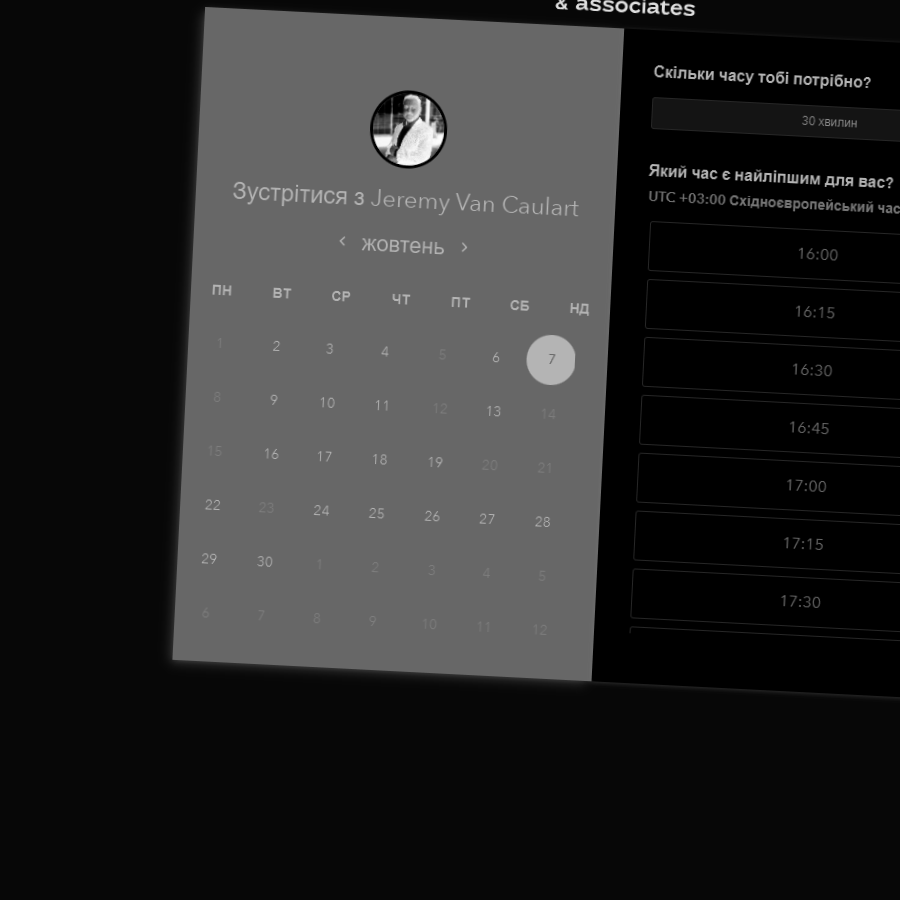 & associates
Зустрітися з Jeremy Van Caulart
‹ жовтень ›
ПН ВТ СР ЧТ ПТ СБ НД
1 2 3 4 5 6 7
8 9 10 11 12 13 14
15 16 17 18 19 20 21
22 23 24 25 26 27 28
29 30 1 2 3 4 5
6 7 8 9 10 11 12
Скільки часу тобі потрібно?
30 хвилин
Який час є найліпшим для вас?
UTC +03:00 Східноєвропейський час
16:00
16:15
16:30
16:45
17:00
17:15
17:30